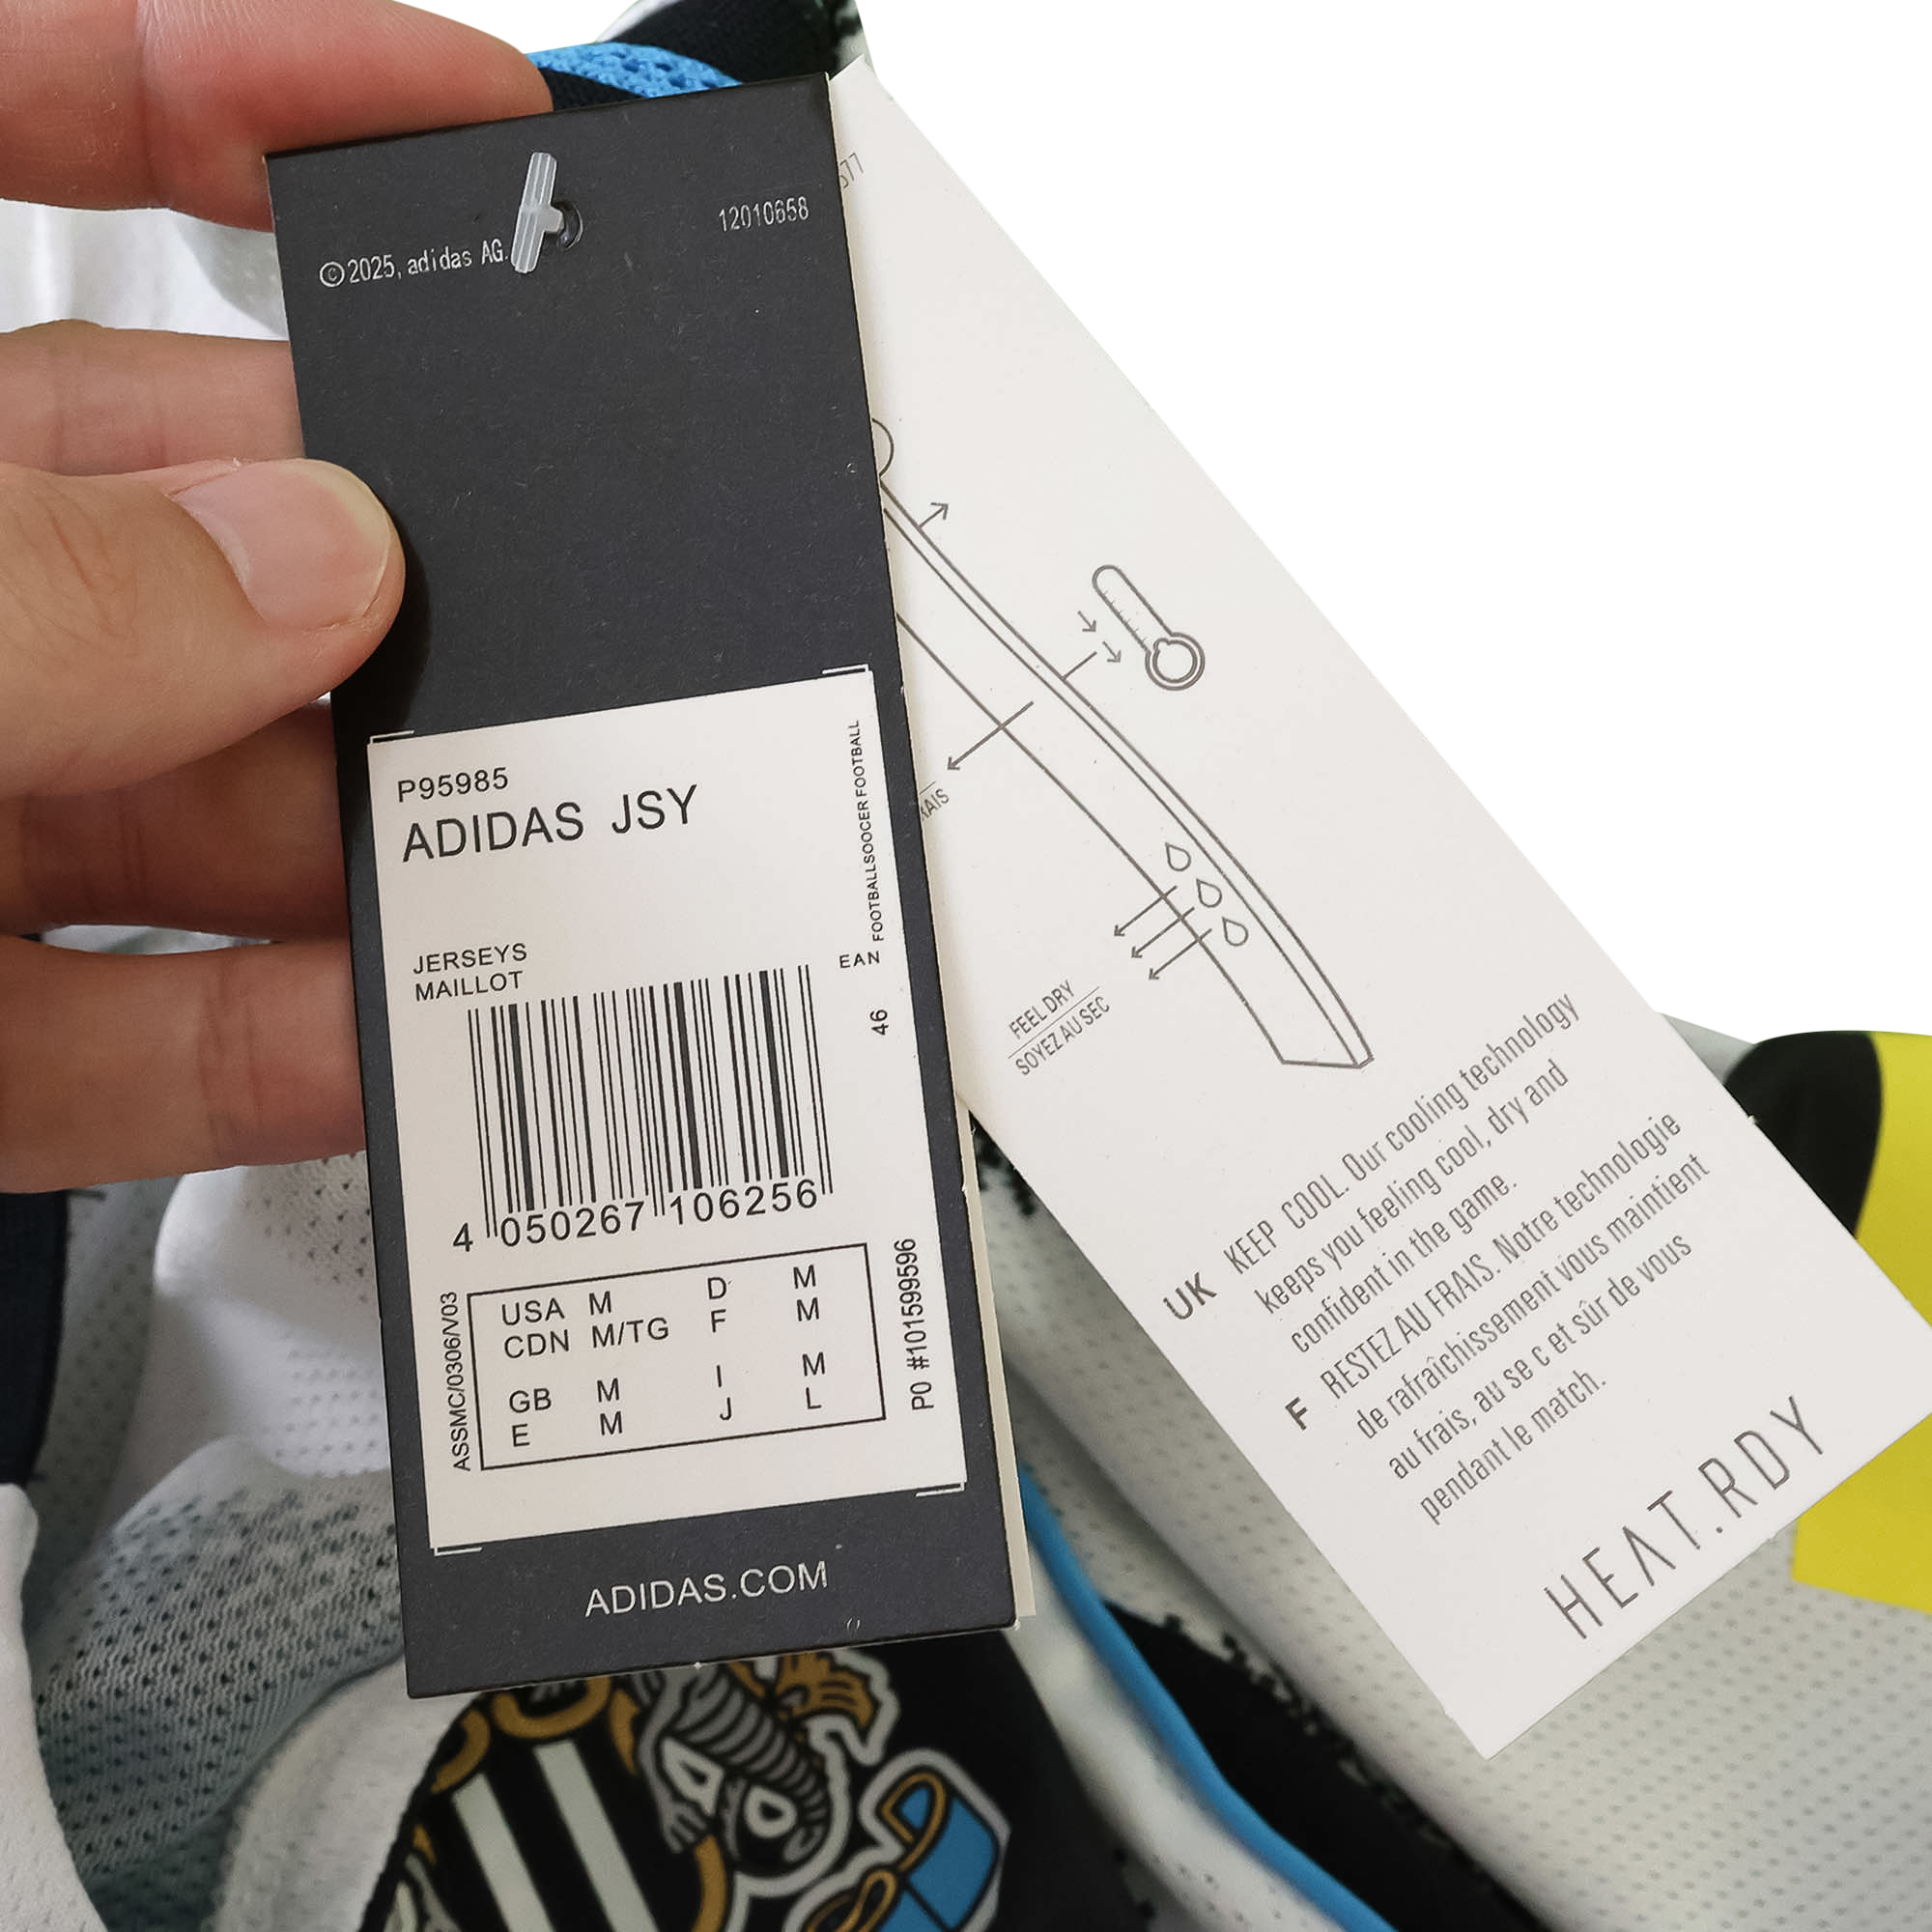 ©2025, adidas AG.
12010658
P95985
ADIDAS JSY
FOOTBALLSOOCER FOOTBALL
JERSEYS
MAILLOT
EAN
46
4 050267 106256
ASSMC/0306/V03
USA M D M
CDN M/TG F M
GB M I M
E M J L
PO #101599596
ADIDAS.COM
FEEL DRY
SOYEZ AU SEC
UK KEEP COOL. Our cooling technology
keeps you feeling cool, dry and
confident in the game.
F RESTEZ AU FRAIS. Notre technologie
de rafraîchissement vous maintient
au frais, au se c et sûr de vous
pendant le match.
HEAT.RDY